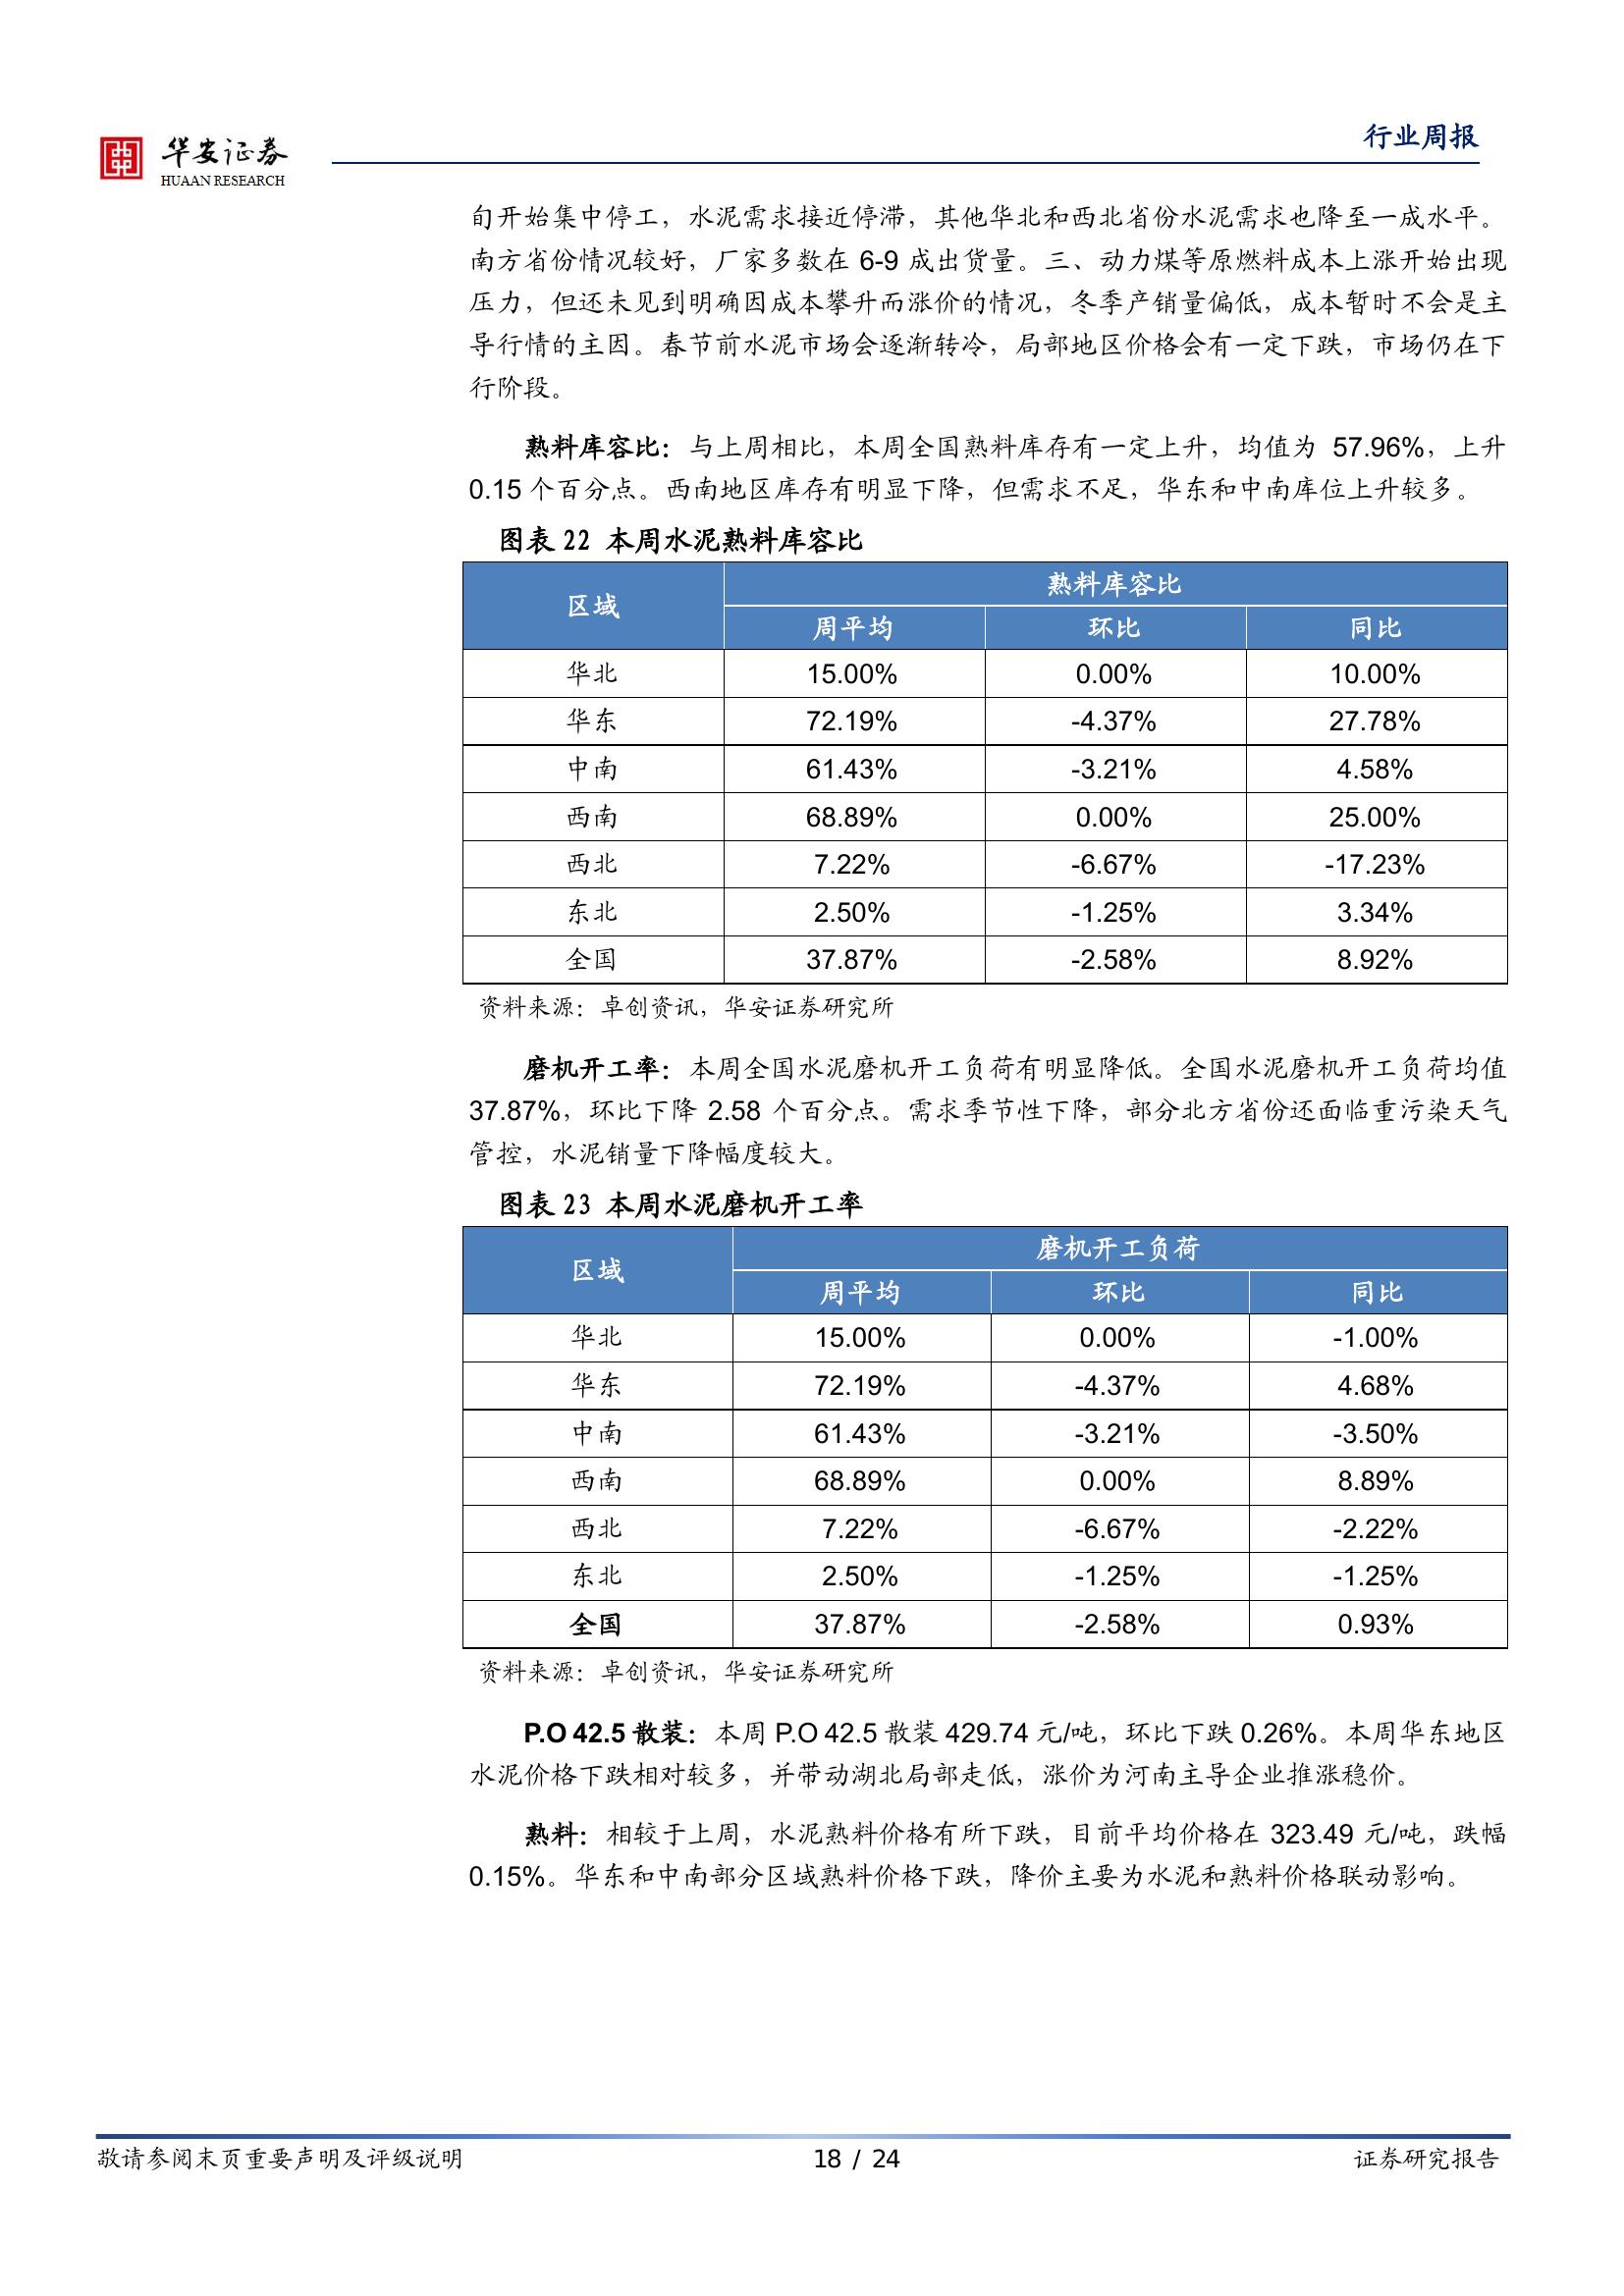 华安证券
HUAAN RESEARCH
行业周报
旬开始集中停工，水泥需求接近停滞，其他华北和西北省份水泥需求也降至一成水平。
南方省份情况较好，厂家多数在 6-9 成出货量。三、动力煤等原燃料成本上涨开始出现
压力，但还未见到明确因成本攀升而涨价的情况，冬季产销量偏低，成本暂时不会是主
导行情的主因。春节前水泥市场会逐渐转冷，局部地区价格会有一定下跌，市场仍在下
行阶段。
熟料库容比：与上周相比，本周全国熟料库存有一定上升，均值为 57.96%，上升
0.15 个百分点。西南地区库存有明显下降，但需求不足，华东和中南库位上升较多。
图表 22 本周水泥熟料库容比
区域 熟料库容比
周平均 环比 同比
华北 15.00% 0.00% 10.00%
华东 72.19% -4.37% 27.78%
中南 61.43% -3.21% 4.58%
西南 68.89% 0.00% 25.00%
西北 7.22% -6.67% -17.23%
东北 2.50% -1.25% 3.34%
全国 37.87% -2.58% 8.92%
资料来源：卓创资讯，华安证券研究所
磨机开工率：本周全国水泥磨机开工负荷有明显降低。全国水泥磨机开工负荷均值
37.87%，环比下降 2.58 个百分点。需求季节性下降，部分北方省份还面临重污染天气
管控，水泥销量下降幅度较大。
图表 23 本周水泥磨机开工率
区域 磨机开工负荷
周平均 环比 同比
华北 15.00% 0.00% -1.00%
华东 72.19% -4.37% 4.68%
中南 61.43% -3.21% -3.50%
西南 68.89% 0.00% 8.89%
西北 7.22% -6.67% -2.22%
东北 2.50% -1.25% -1.25%
全国 37.87% -2.58% 0.93%
资料来源：卓创资讯，华安证券研究所
P.O 42.5 散装：本周 P.O 42.5 散装 429.74 元/吨，环比下跌 0.26%。本周华东地区
水泥价格下跌相对较多，并带动湖北局部走低，涨价为河南主导企业推涨稳价。
熟料：相较于上周，水泥熟料价格有所下跌，目前平均价格在 323.49 元/吨，跌幅
0.15%。华东和中南部分区域熟料价格下跌，降价主要为水泥和熟料价格联动影响。
敬请参阅末页重要声明及评级说明 18 / 24 证券研究报告